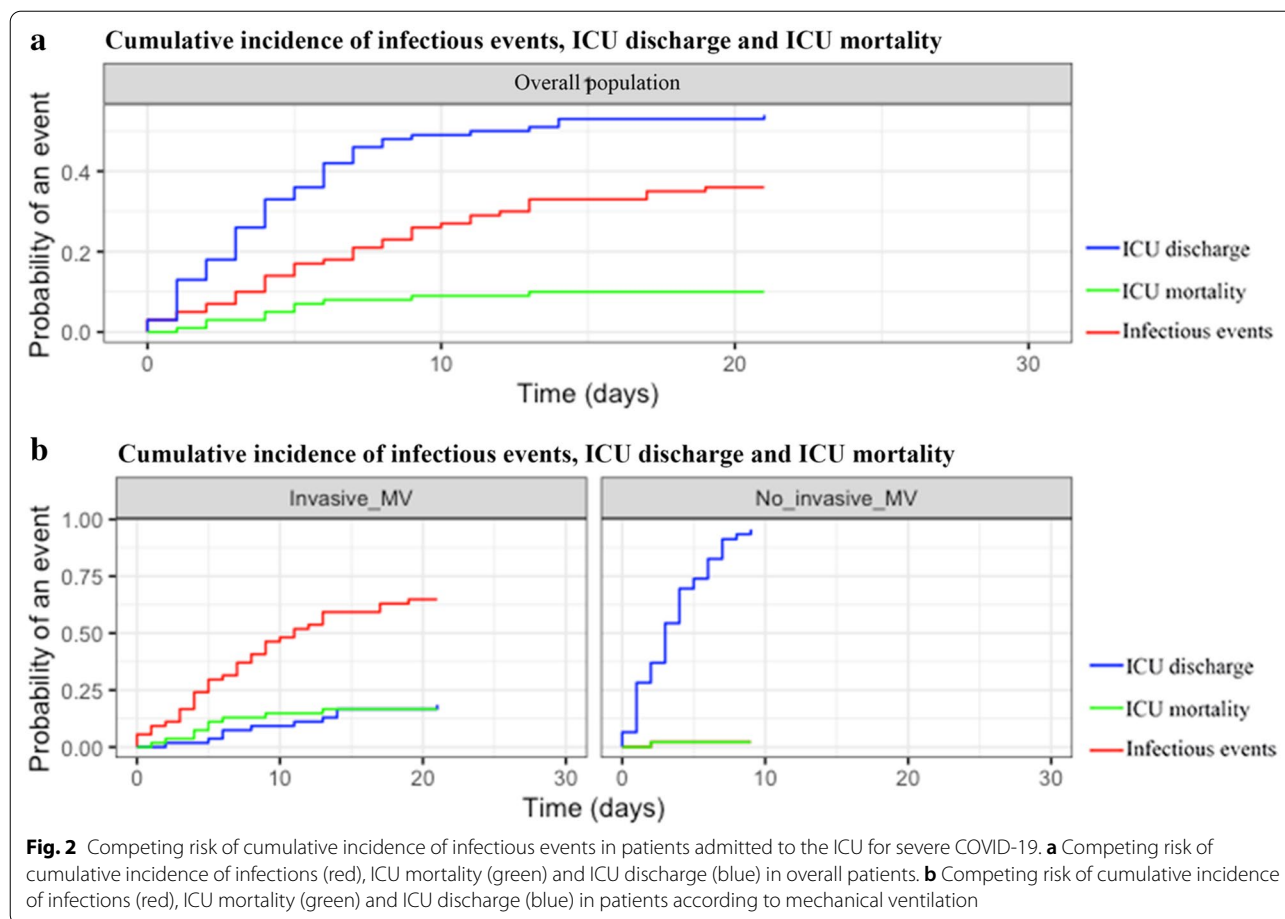 a
Cumulative incidence of infectious events, ICU discharge and ICU mortality
Overall population
Probability of an event
0.4
0.2
0.0
0 10 20 30
Time (days)
ICU discharge
ICU mortality
Infectious events
b
Cumulative incidence of infectious events, ICU discharge and ICU mortality
Invasive_MV No_invasive_MV
Probability of an event
1.00
0.75
0.50
0.25
0.00
0 10 20 30 0 10 20 30
Time (days)
ICU discharge
ICU mortality
Infectious events
Fig. 2 Competing risk of cumulative incidence of infectious events in patients admitted to the ICU for severe COVID-19. a Competing risk of
cumulative incidence of infections (red), ICU mortality (green) and ICU discharge (blue) in overall patients. b Competing risk of cumulative incidence
of infections (red), ICU mortality (green) and ICU discharge (blue) in patients according to mechanical ventilation